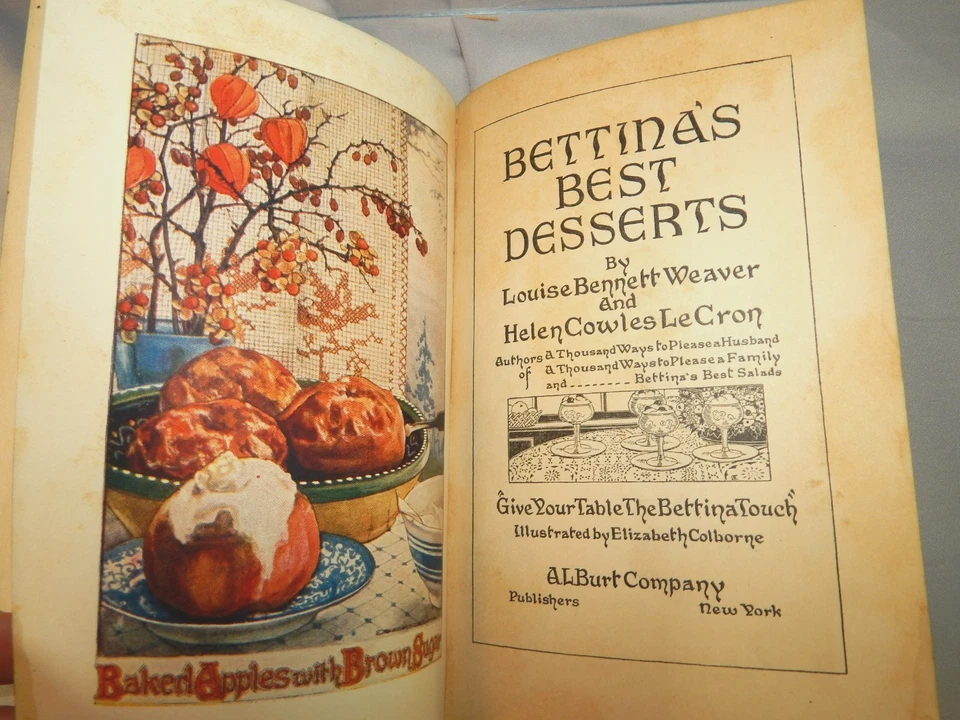 Baked Apples with Brown Sugar
BETTINA'S
BEST
DESSERTS
By
Louise Bennett Weaver
and
Helen Cowles Le Cron
Authors of A Thousand Ways to Please a Husband
A Thousand Ways to Please a Family
and -------- Bettina's Best Salads
"Give Your Table The Bettina Touch"
Illustrated by Elizabeth Colborne
A L Burt Company
Publishers New York